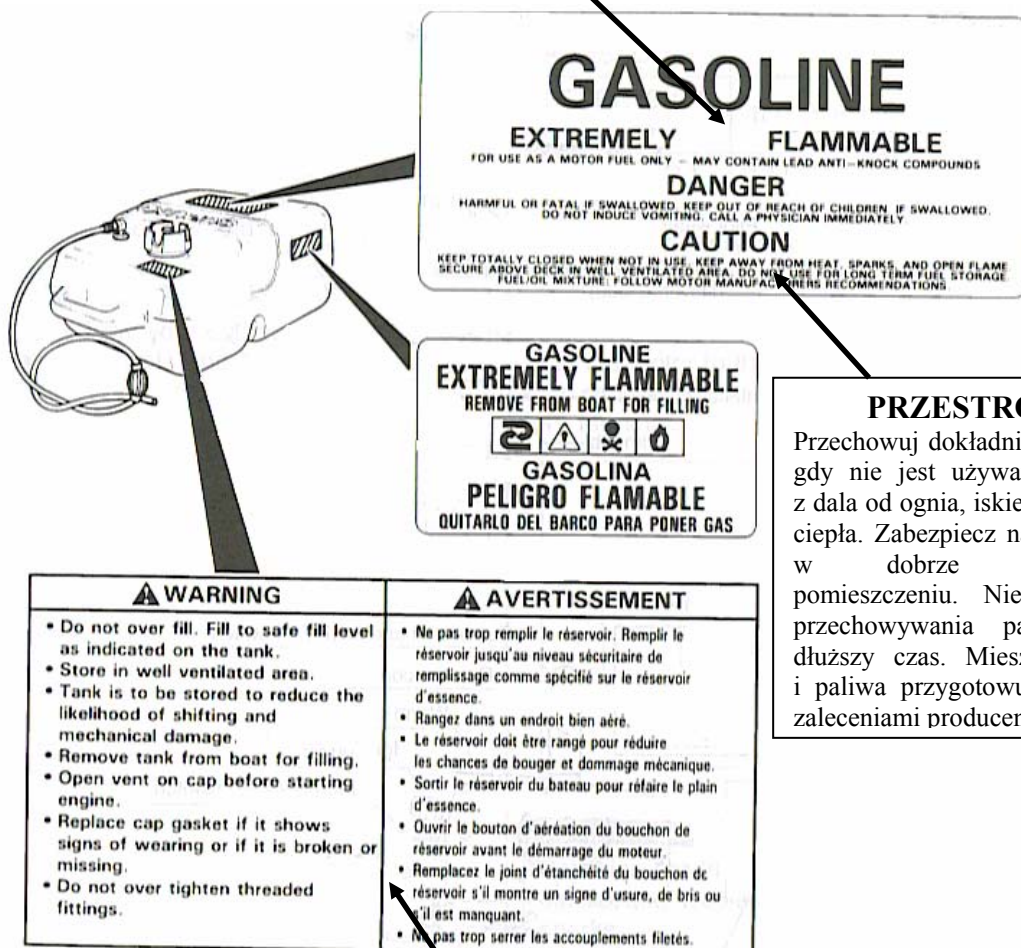 GASOLINE
EXTREMELY FLAMMABLE
FOR USE AS A MOTOR FUEL ONLY – MAY CONTAIN LEAD ANTI–KNOCK COMPOUNDS
DANGER
HARMFUL OR FATAL IF SWALLOWED. KEEP OUT OF REACH OF CHILDREN. IF SWALLOWED,
DO NOT INDUCE VOMITING. CALL A PHYSICIAN IMMEDIATELY.
CAUTION
KEEP TOTALLY CLOSED WHEN NOT IN USE. KEEP AWAY FROM HEAT, SPARKS, AND OPEN FLAME
SECURE ABOVE DECK IN WELL VENTILATED AREA. DO NOT USE FOR LONG TERM FUEL STORAGE.
FUEL/OIL MIXTURE: FOLLOW MOTOR MANUFACTURERS RECOMMENDATIONS
GASOLINE
EXTREMELY FLAMMABLE
REMOVE FROM BOAT FOR FILLING
GASOLINA
PELIGRO FLAMABLE
QUITARLO DEL BARCO PARA PONER GAS
PRZESTRO
Przechowuj dokładni
gdy nie jest używa
z dala od ognia, iskie
ciepła. Zabezpiecz na
w dobrze
pomieszczeniu. Nie
przechowywania pa
dłuższy czas. Miesz
i paliwa przygotowu
zaleceniami producen
WARNING
• Do not over fill. Fill to safe fill level
as indicated on the tank.
• Store in well ventilated area.
• Tank is to be stored to reduce the
likelihood of shifting and
mechanical damage.
• Remove tank from boat for filling.
• Open vent on cap before starting
engine.
• Replace cap gasket if it shows
signs of wearing or if it is broken or
missing.
• Do not over tighten threaded
fittings.
AVERTISSEMENT
• Ne pas trop remplir le réservoir. Remplir le
réservoir jusqu'au niveau sécuritaire de
remplissage comme spécifié sur le réservoir
d'essence.
• Rangez dans un endroit bien aéré.
• Le réservoir doit être rangé pour réduire
les chances de bouger et dommage mécanique.
• Sortir le réservoir du bateau pour réfaire le plain
d'essence.
• Ouvrir le bouton d'aéréation du bouchon de
réservoir avant le démarrage du moteur.
• Remplacez le joint d'étanchéité du bouchon de
réservoir s'il montre un signe d'usure, de bris ou
s'il est manquant.
• Ne pas trop serrer les accouplements filetés.